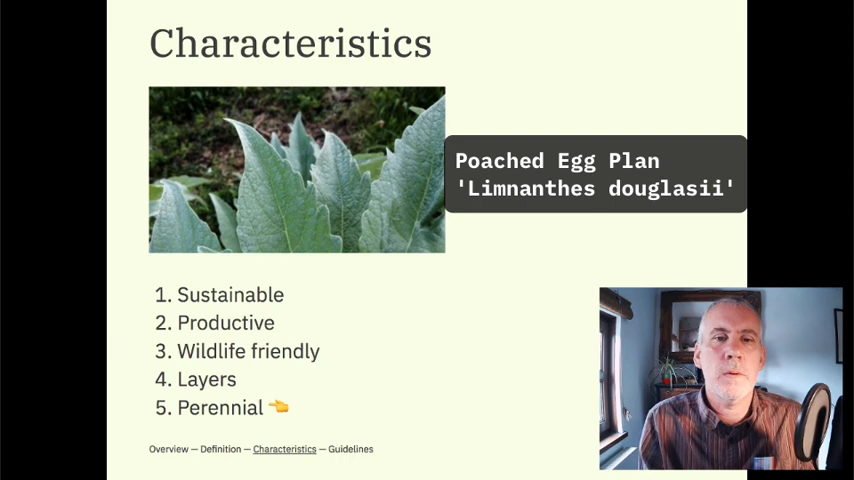 Characteristics
Poached Egg Plan
'Limnanthes douglasii'
1. Sustainable
2. Productive
3. Wildlife friendly
4. Layers
5. Perennial 👈
Overview — Definition — Characteristics — Guidelines